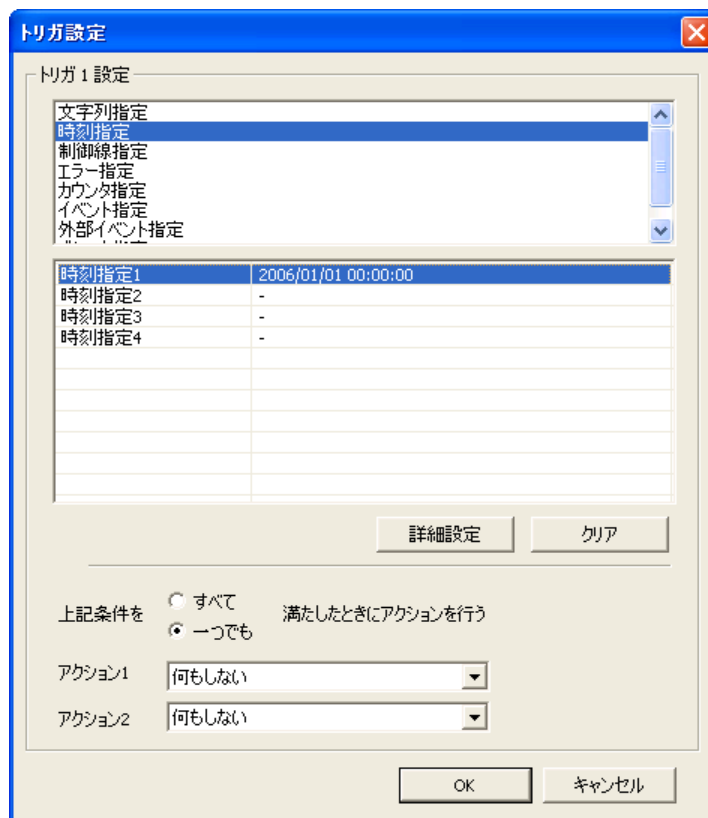 トリガ設定
トリガ1設定
文字列指定
時刻指定
制御線指定
エラー指定
カウンタ指定
イベント指定
外部イベント指定
時刻指定1 2006/01/01 00:00:00
時刻指定2 -
時刻指定3 -
時刻指定4 -
詳細設定 クリア
すべて
上記条件を 満たしたときにアクションを行う
一つでも
アクション1 何もしない
アクション2 何もしない
OK キャンセル